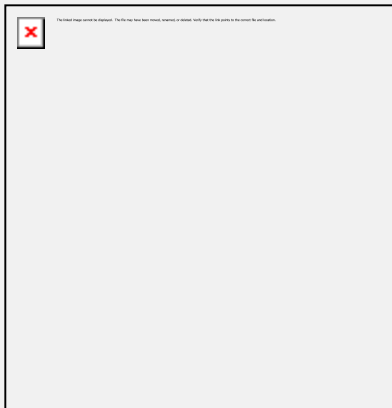 The linked image cannot be displayed.  The file may have been moved, renamed, or deleted. Verify that the link points to the correct file and location.